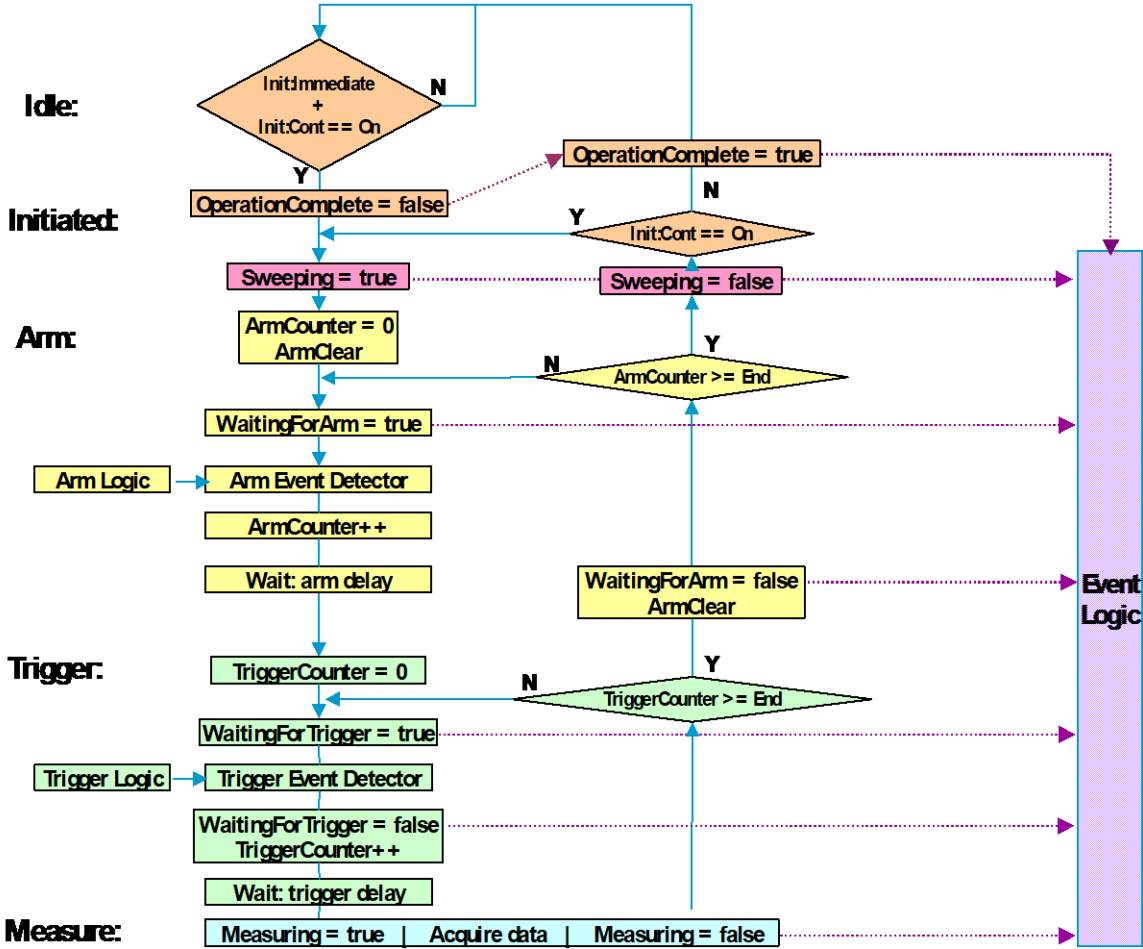 Init:Immediate
+
Init:Cont == On
N
Idle:
Y
OperationComplete = true
OperationComplete = false
N
Initiated:
Y
Init:Cont == On
Sweeping = true
Sweeping = false
Arm:
ArmCounter = 0
ArmClear
Y
N
ArmCounter >= End
WaitingForArm = true
Arm Logic
Arm Event Detector
ArmCounter++
Wait: arm delay
WaitingForArm = false
ArmClear
Event
Logic
Trigger:
TriggerCounter = 0
Y
N
TriggerCounter >= End
WaitingForTrigger = true
Trigger Logic
Trigger Event Detector
WaitingForTrigger = false
TriggerCounter++
Wait: trigger delay
Measure:
Measuring = true | Acquire data | Measuring = false